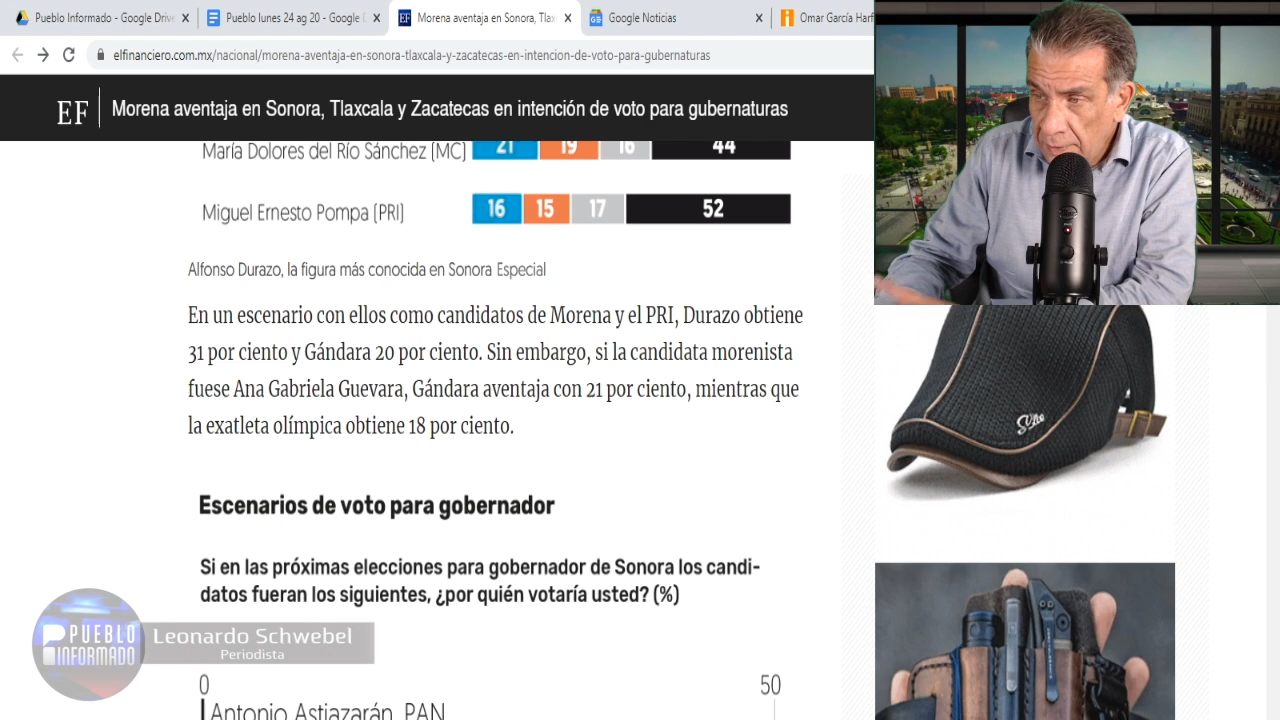 Pueblo Información - Google Driv
Pueblo lunes 24 ag 20 - Google D
Morena aventaja en Sonora, Tlax
Google Noticias
Omar García Harf
elfinanciero.com.mx/nacional/morena-aventaja-en-sonora-tlaxcala-y-zacatecas-en-intencion-de-voto-para-gubernaturas
EF Morena aventaja en Sonora, Tlaxcala y Zacatecas en intención de voto para gubernaturas
María Dolores del Río Sánchez (MC) 21 19 16 44
Miguel Ernesto Pompa (PRI) 16 15 17 52
Alfonso Durazo, la figura más conocida en Sonora Especial
En un escenario con ellos como candidatos de Morena y el PRI, Durazo obtiene
31 por ciento y Gándara 20 por ciento. Sin embargo, si la candidata morenista
fuese Ana Gabriela Guevara, Gándara aventaja con 21 por ciento, mientras que
la exatleta olímpica obtiene 18 por ciento.
Escenarios de voto para gobernador
Si en las próximas elecciones para gobernador de Sonora los candi-
datos fueran los siguientes, ¿por quién votaría usted? (%)
PUEBLO
INFORMADO
Leonardo Schwebel
Periodista
0 50
Antonio Astiazarán, PAN